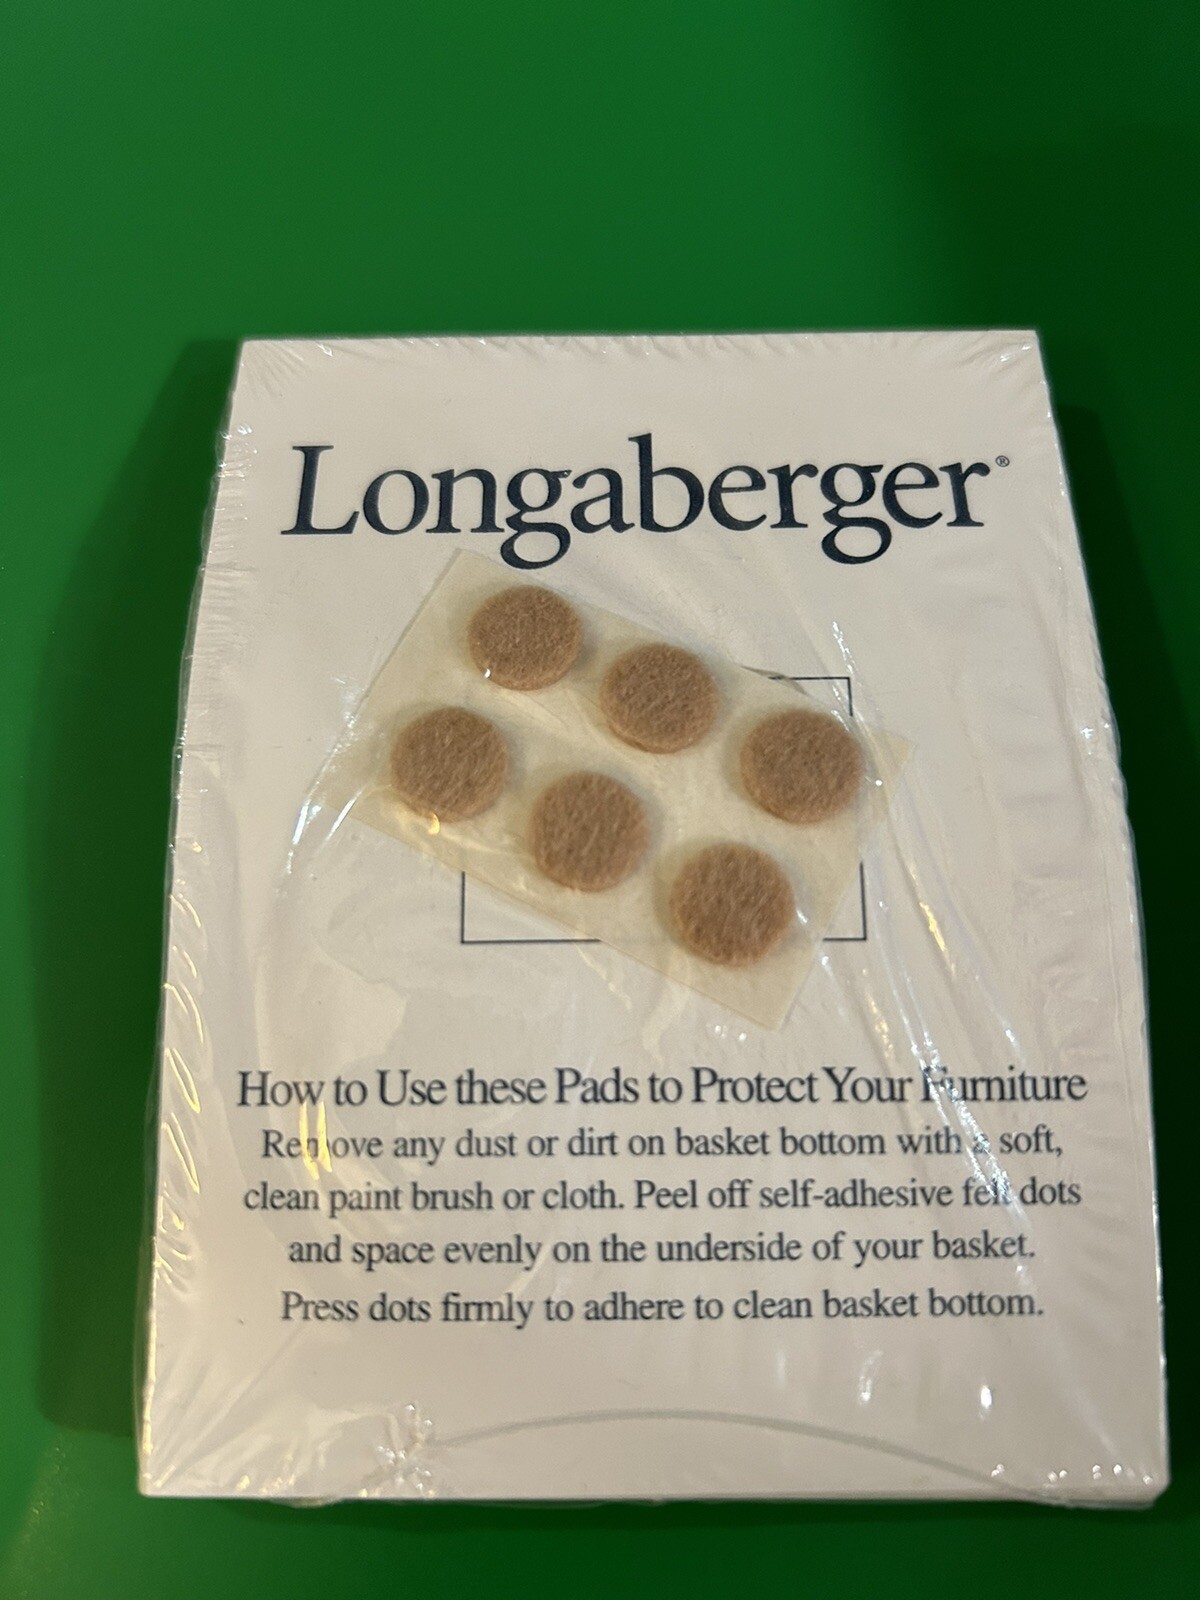 Longaberger®
How to Use these Pads to Protect Your Furniture
Remove any dust or dirt on basket bottom with a soft,
clean paint brush or cloth. Peel off self-adhesive felt dots
and space evenly on the underside of your basket.
Press dots firmly to adhere to clean basket bottom.